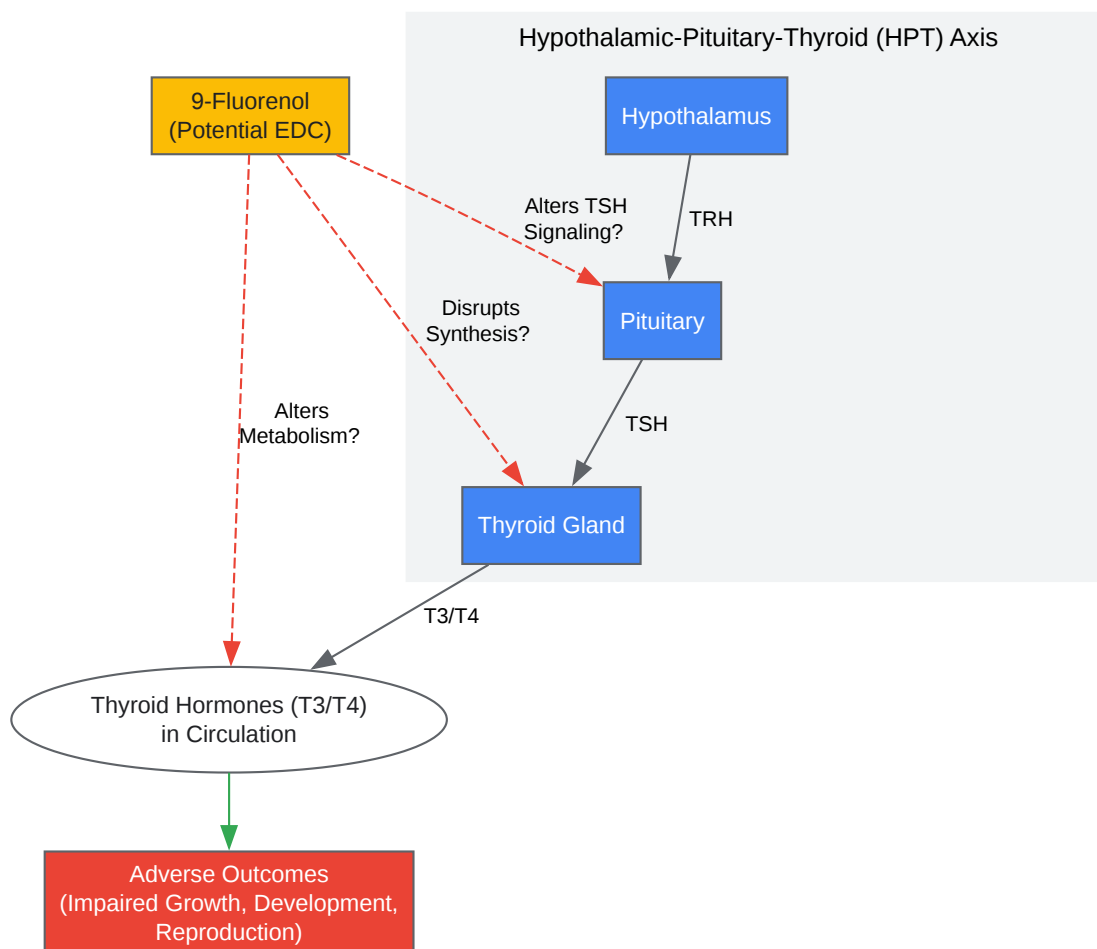 Hypothalamic-Pituitary-Thyroid (HPT) Axis
9-Fluorenol
(Potential EDC)
Hypothalamus
Alters TSH
Signaling?
TRH
Disrupts
Synthesis?
Pituitary
Alters
Metabolism?
TSH
Thyroid Gland
T3/T4
Thyroid Hormones (T3/T4)
in Circulation
Adverse Outcomes
(Impaired Growth, Development,
Reproduction)